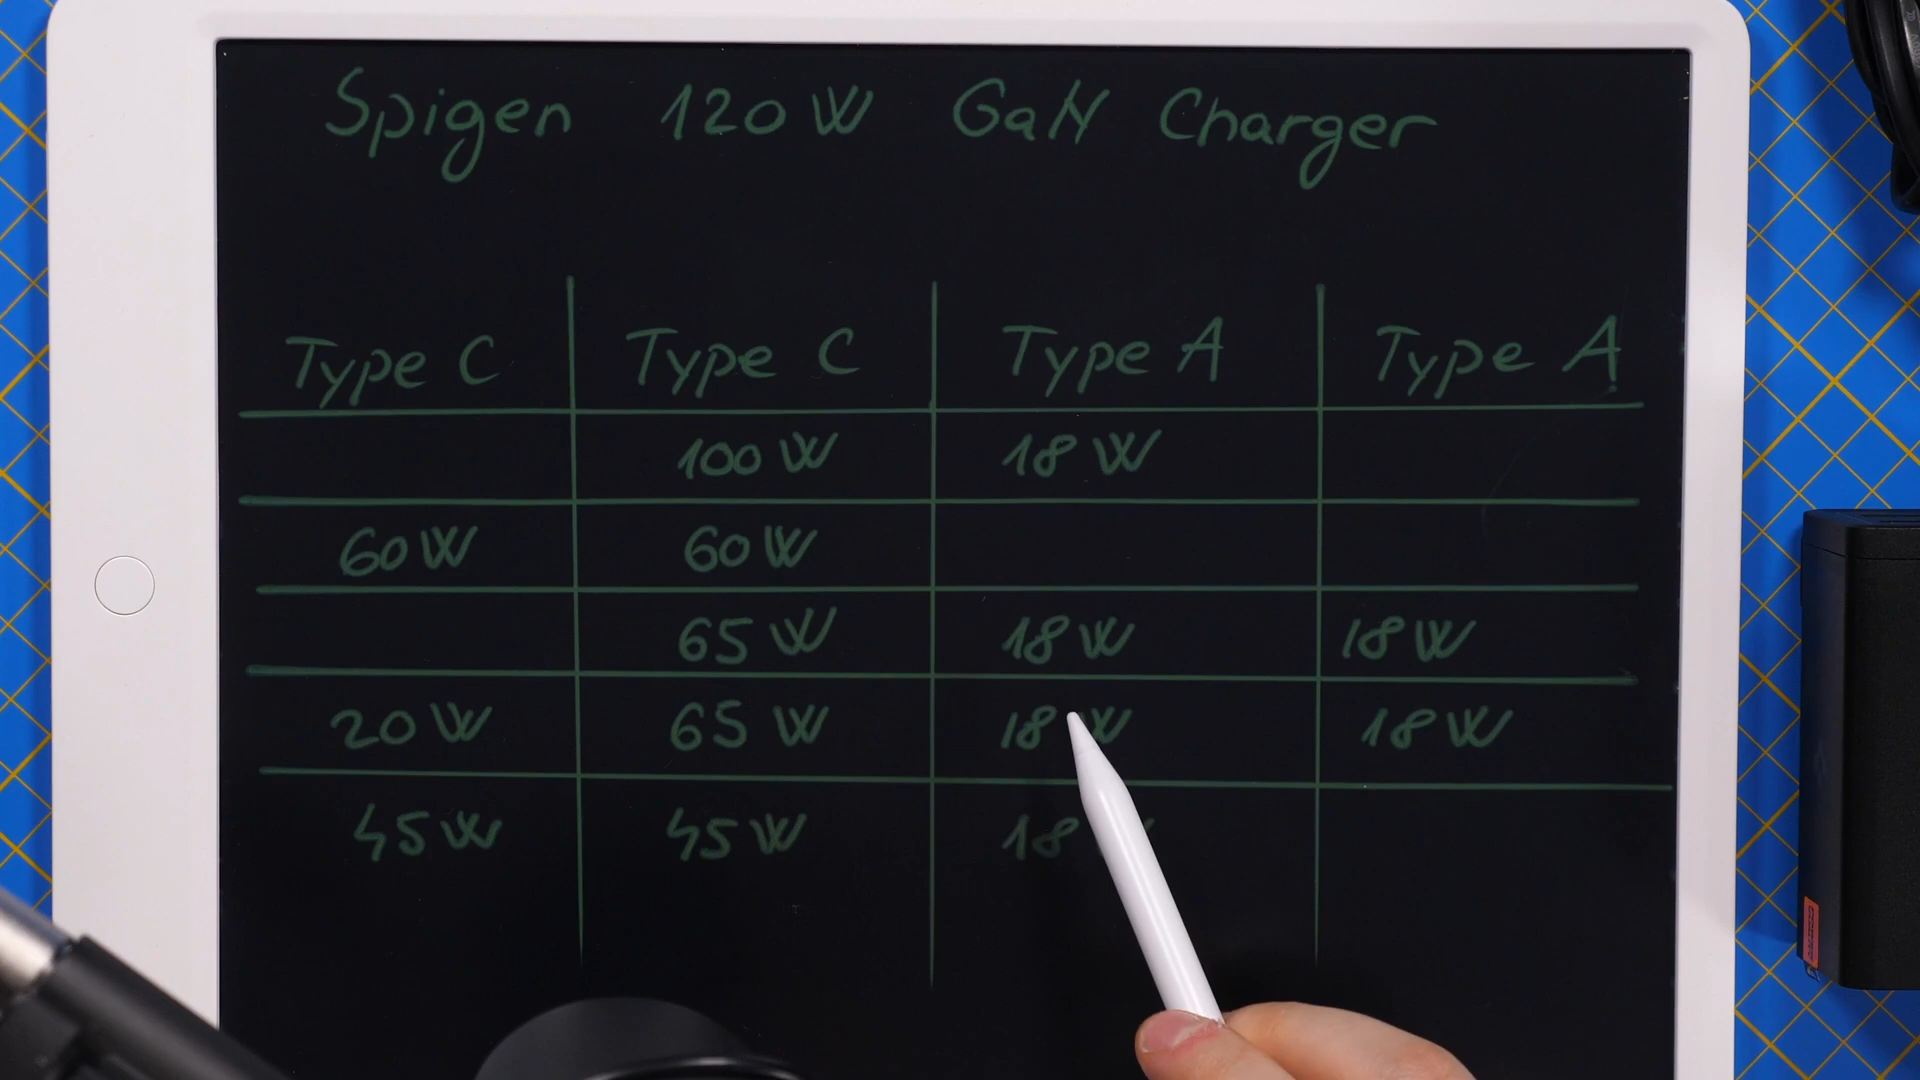 Spigen 120W GaN Charger
Type C Type C Type A Type A
100W 18W
60W 60W
65W 18W 18W
20W 65W 18W 18W
45W 45W 18